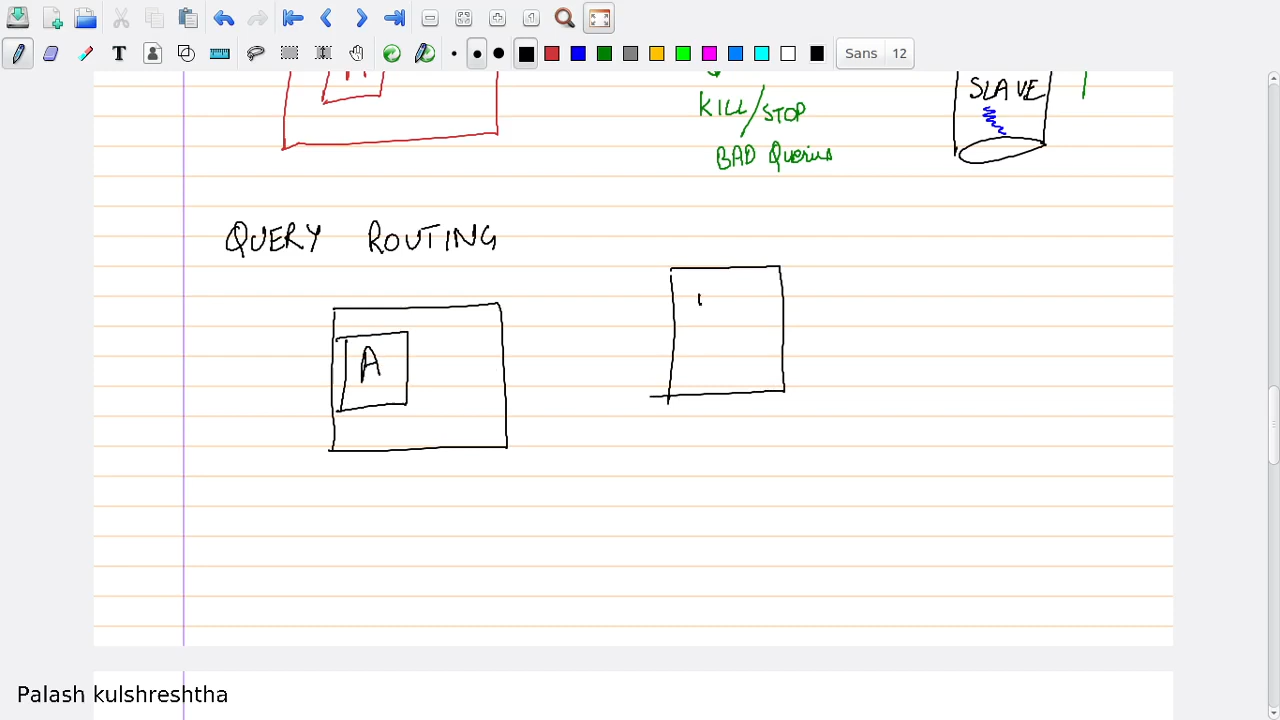 Sans 12
SLAVE
KILL/STOP
BAD Queries
QUERY ROUTING
A
Palash kulshreshtha